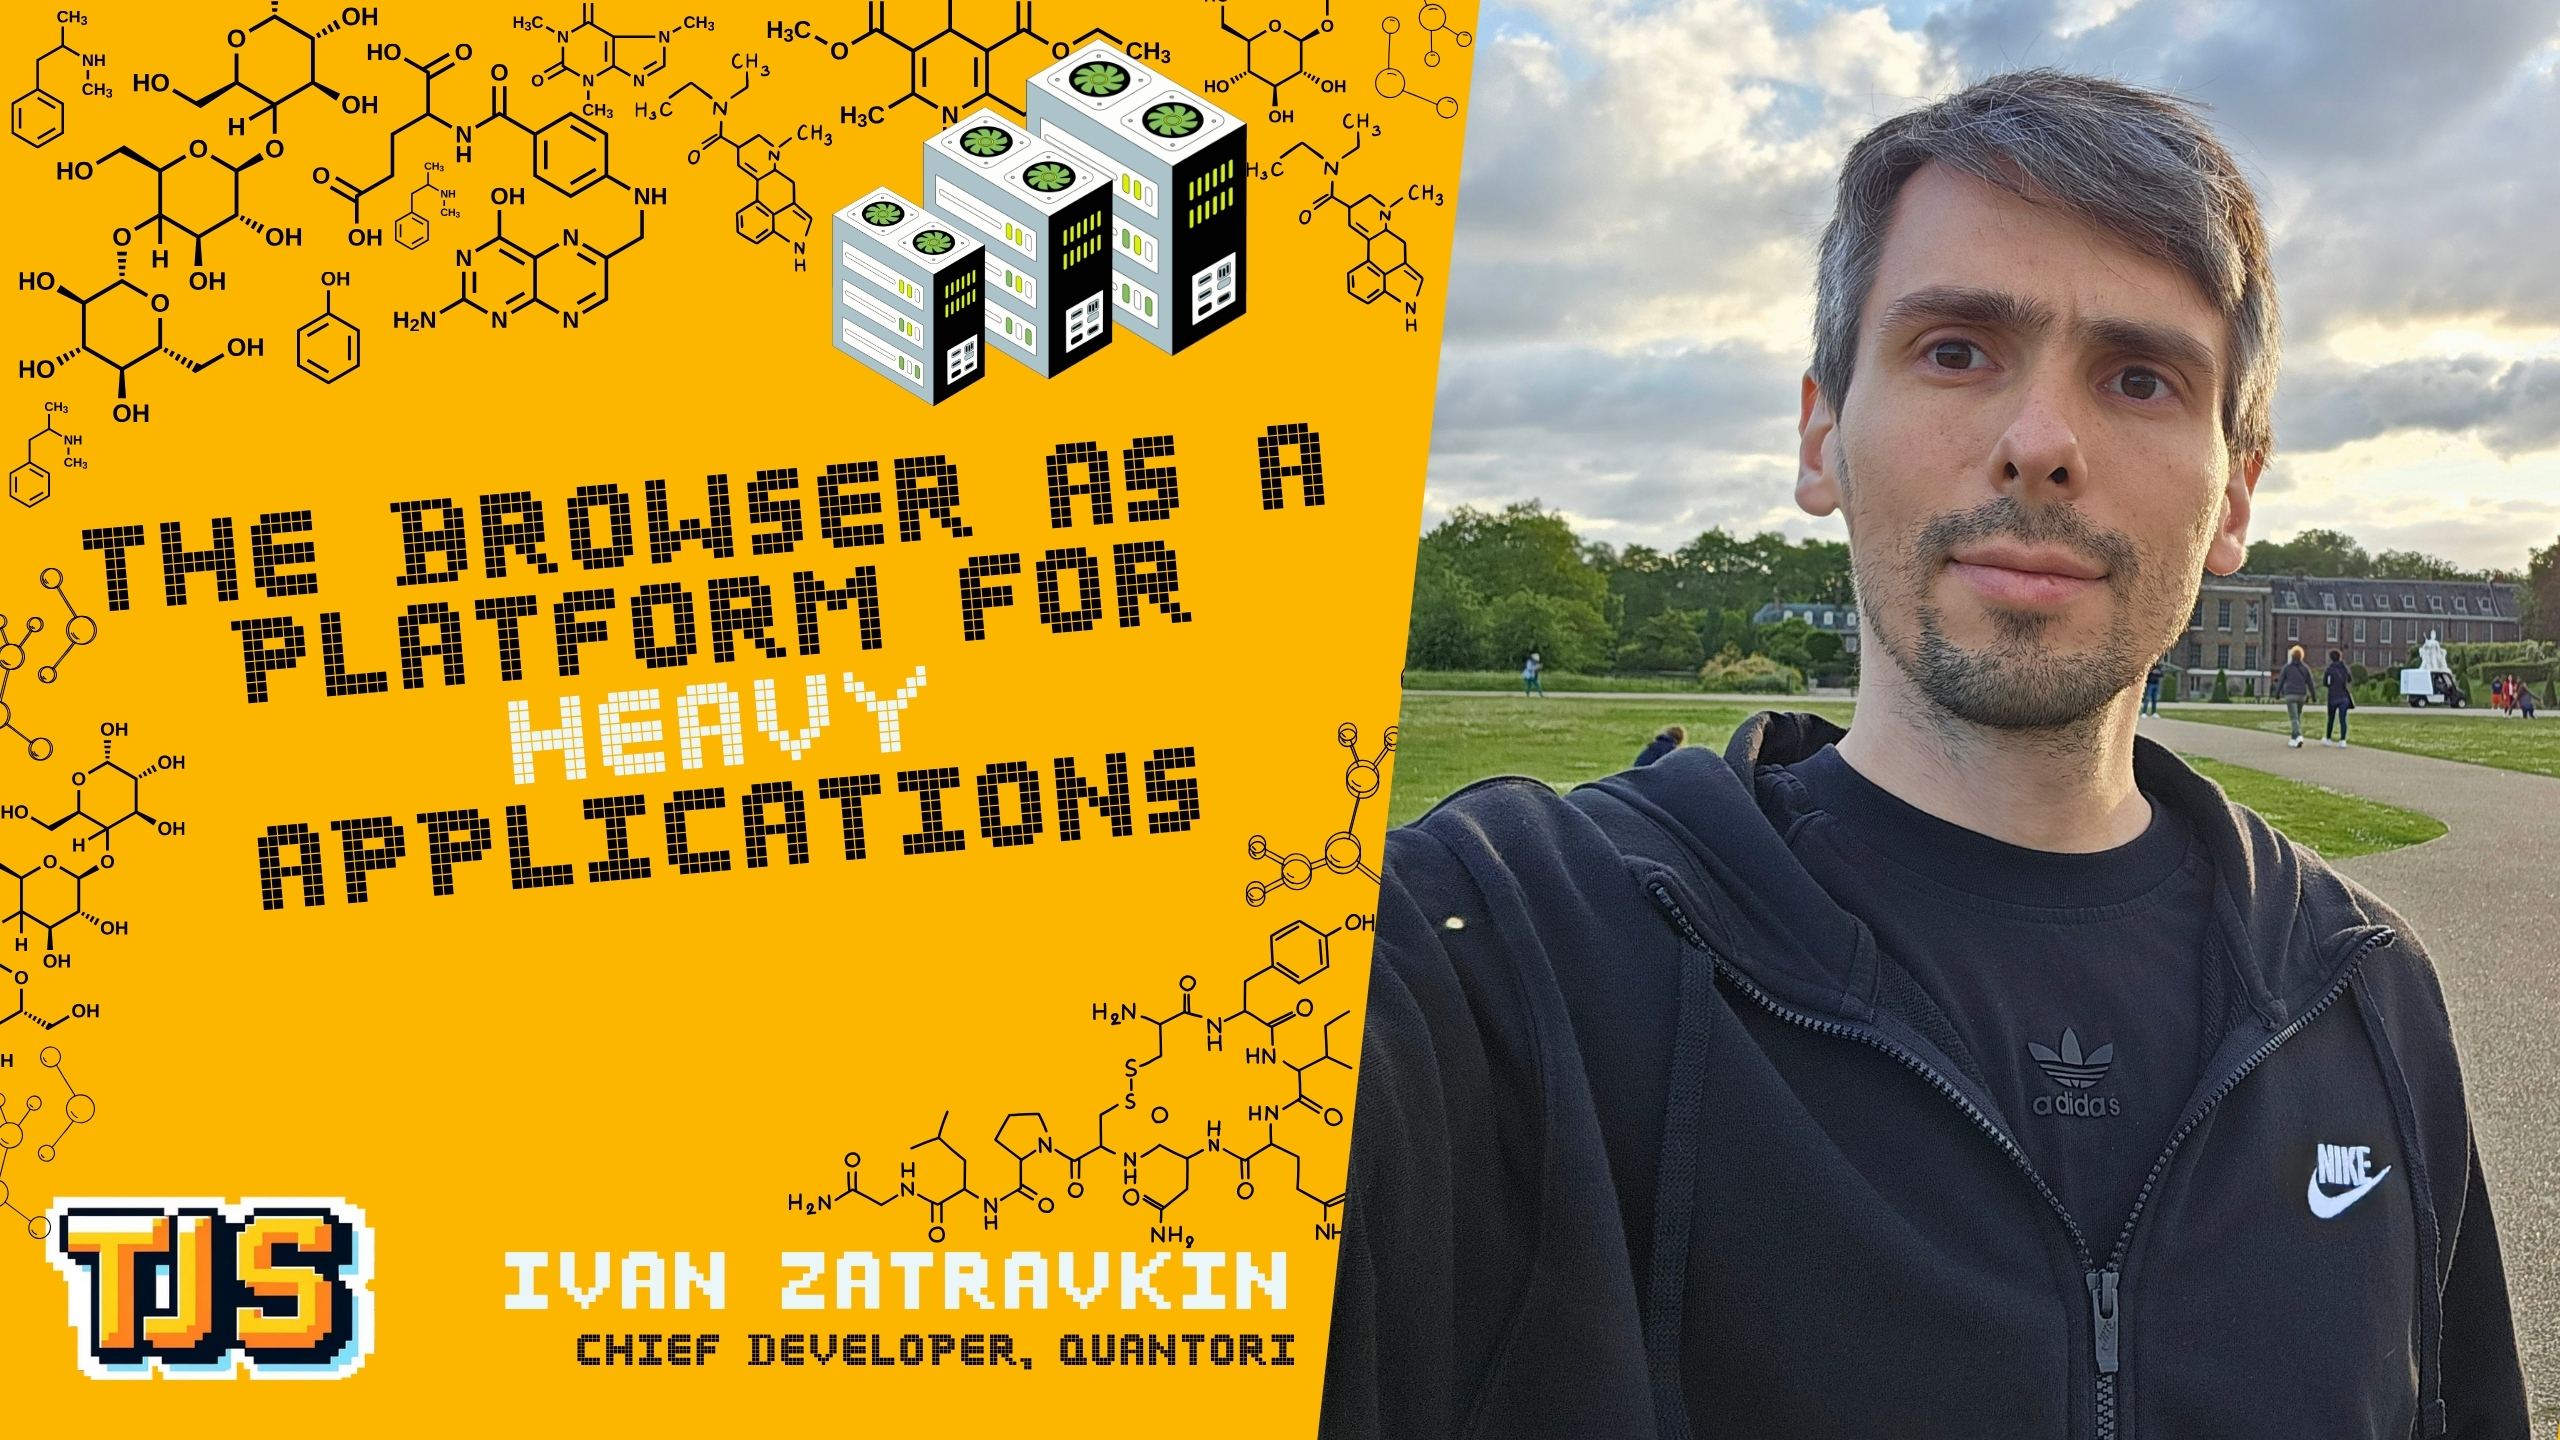 THE BROWSER AS A
PLATFORM FOR
HEAVY
APPLICATIONS
TJS
IVAN ZATRAVKIN
CHIEF DEVELOPER, QUANTORI
adidas
NIKE